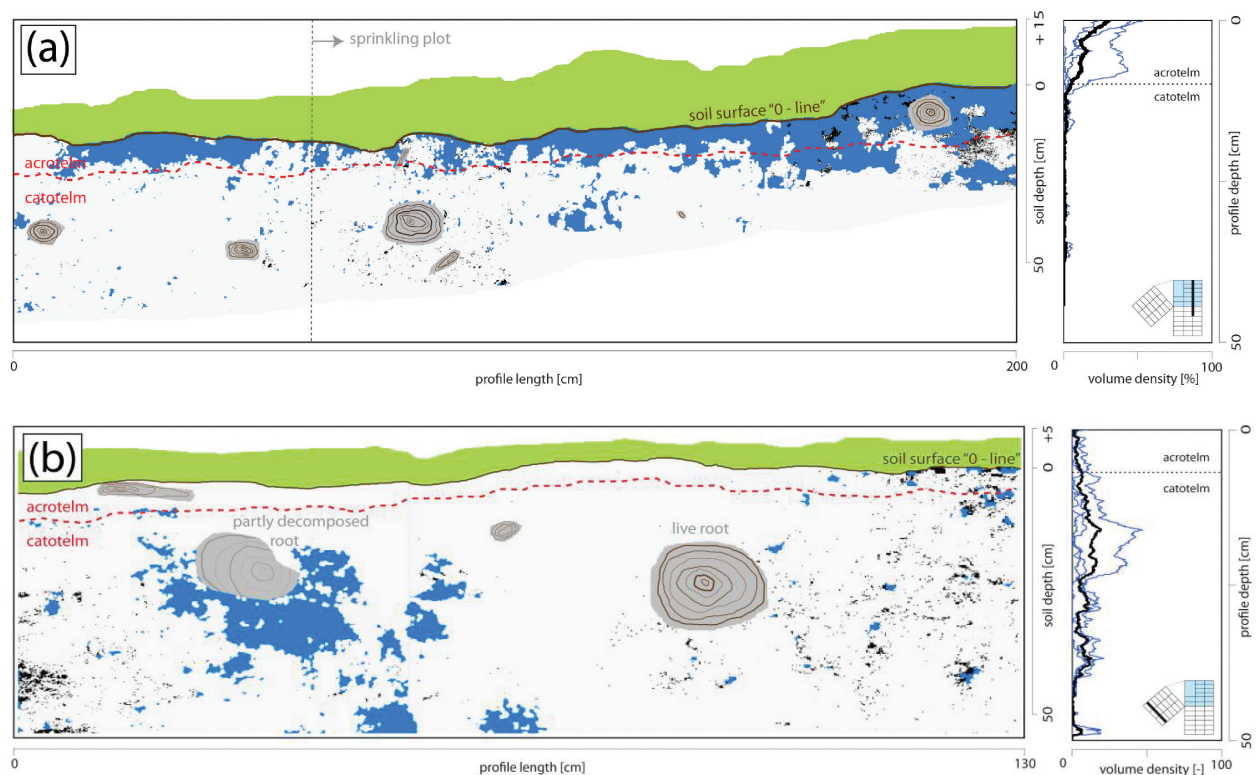 (a)
sprinkling plot
soil surface "0 - line"
acrotelm
catotelm
+ 15
0
soil depth [cm]
50
0
200
profile length [cm]
acrotelm
catotelm
0
profile depth [cm]
50
0
100
volume density [%]
(b)
soil surface "0 - line"
acrotelm
catotelm
partly decomposed
root
live root
+5
0
soil depth [cm]
50
0
130
profile length [cm]
acrotelm
catotelm
0
profile depth [cm]
50
0
100
volume density [-]